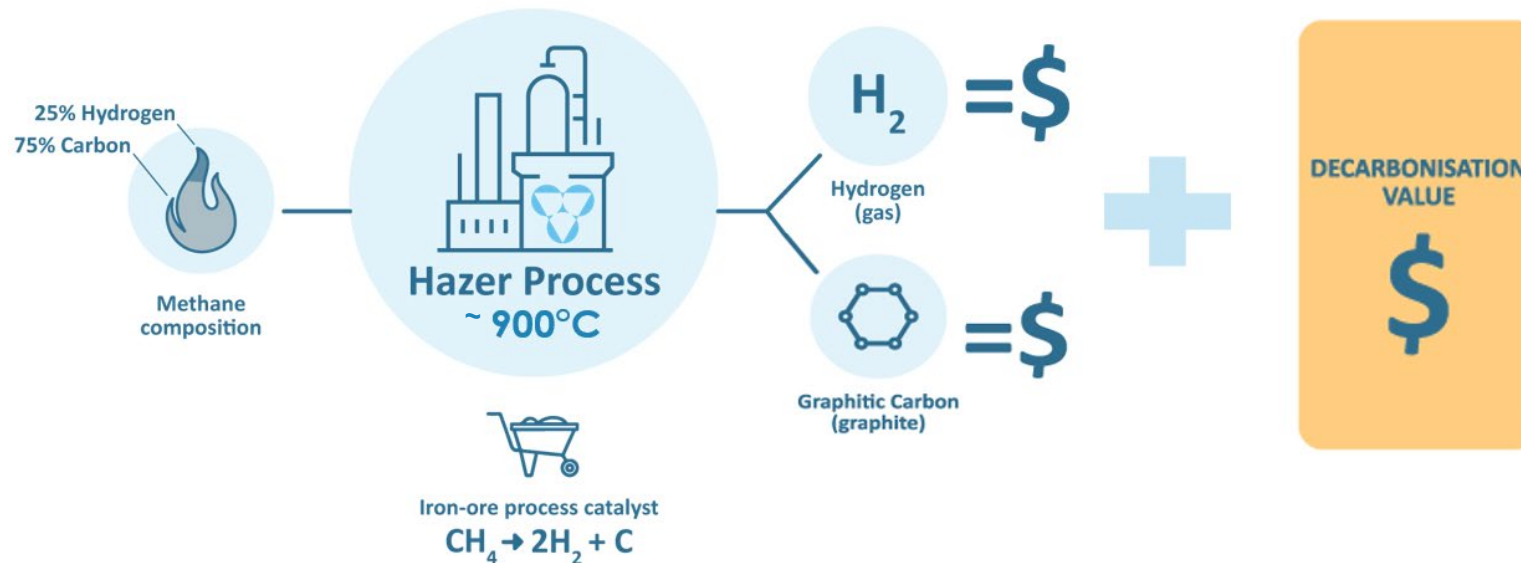 25% Hydrogen
75% Carbon
Methane
composition
Hazer Process
~ 900°C
Iron-ore process catalyst
CH₄ → 2H₂ + C
H₂
=$
Hydrogen
(gas)
=$
Graphitic Carbon
(graphite)
DECARBONISATION
VALUE
$